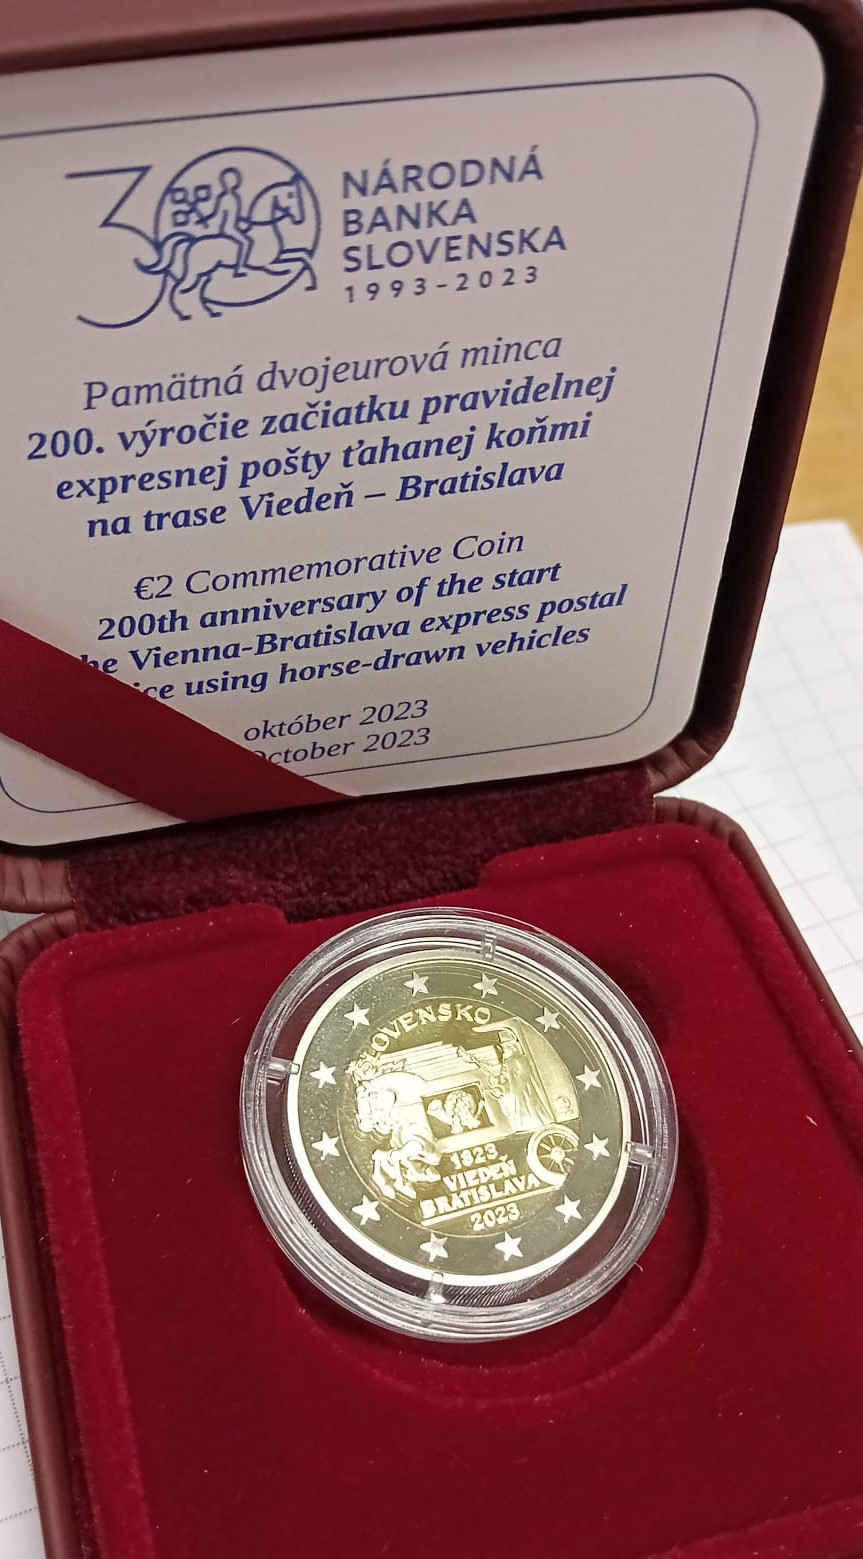 30 NÁRODNÁ
BANKA
SLOVENSKA
1993-2023
Pamätná dvojeurová minca
200. výročie začiatku pravidelnej
expresnej pošty ťahanej koňmi
na trase Viedeň – Bratislava
€2 Commemorative Coin
200th anniversary of the start
Vienna-Bratislava express postal
using horse-drawn vehicles
október 2023
October 2023
SLOVENSKO
1823
VIEDEŇ
BRATISLAVA
2023